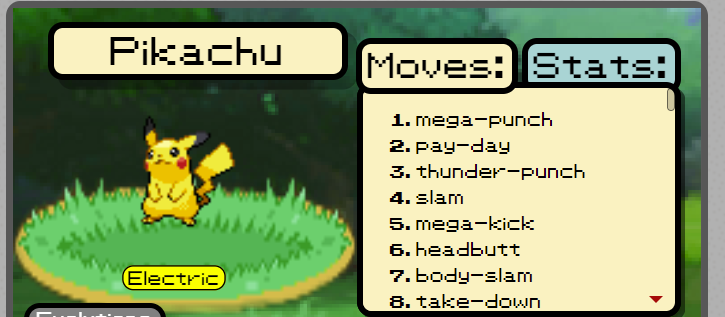 Pikachu
Moves:
Stats:
1. mega-punch
2. pay-day
3. thunder-punch
4. slam
5. mega-kick
6. headbutt
7. body-slam
8. take-down
Electric
Evolutions